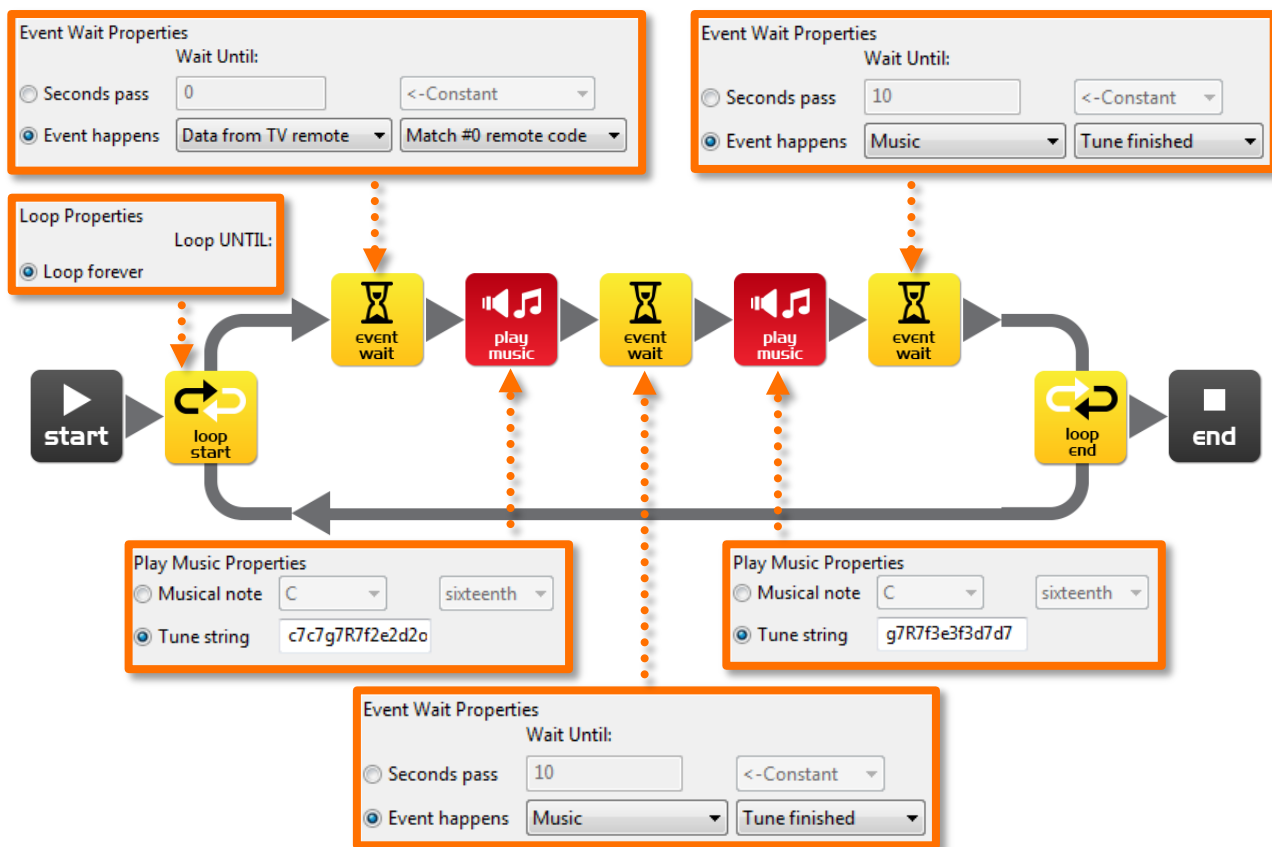 Event Wait Properties
Wait Until:
Seconds pass 0 <-Constant
Event happens Data from TV remote Match #0 remote code
Event Wait Properties
Wait Until:
Seconds pass 10 <-Constant
Event happens Music Tune finished
Loop Properties
Loop UNTIL:
Loop forever
start
loop
start
event
wait
play
music
event
wait
play
music
event
wait
loop
end
end
Play Music Properties
Musical note C sixteenth
Tune string c7c7g7R7f2e2d2o
Play Music Properties
Musical note C sixteenth
Tune string g7R7f3e3f3d7d7
Event Wait Properties
Wait Until:
Seconds pass 10 <-Constant
Event happens Music Tune finished